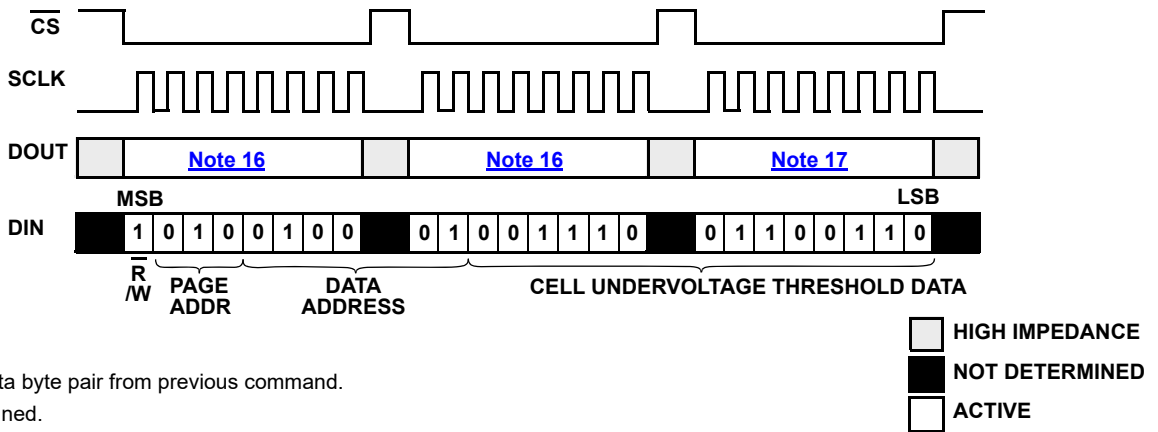 CS
SCLK
DOUT
Note 16
Note 16
Note 17
MSB
LSB
DIN
1 0 1 0 0 1 0 0
0 1 0 0 1 1 1 0
0 1 1 0 0 1 1 0
R
/W
PAGE
ADDR
DATA
ADDRESS
CELL UNDERVOLTAGE THRESHOLD DATA
HIGH IMPEDANCE
NOT DETERMINED
ACTIVE
byte pair from previous command.